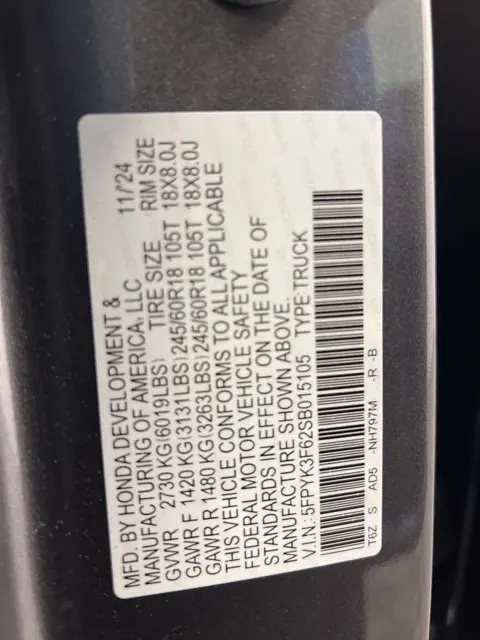 MFD. BY HONDA DEVELOPMENT &
MANUFACTURING OF AMERICA, LLC 11/24
GVWR 2730 KG(6019LBS) TIRE SIZE RIM SIZE
GAWR F 1420 KG(3131LBS)245/60R18 105T 18X8.0J
GAWR R 1480 KG(3263LBS)245/60R18 105T 18X8.0J
THIS VEHICLE CONFORMS TO ALL APPLICABLE
FEDERAL MOTOR VEHICLE SAFETY
STANDARDS IN EFFECT ON THE DATE OF
MANUFACTURE SHOWN ABOVE.
V.I.N.: 5FPYK3F62SB015105 TYPE:TRUCK
T6Z S AD5 -NH797M -R -B